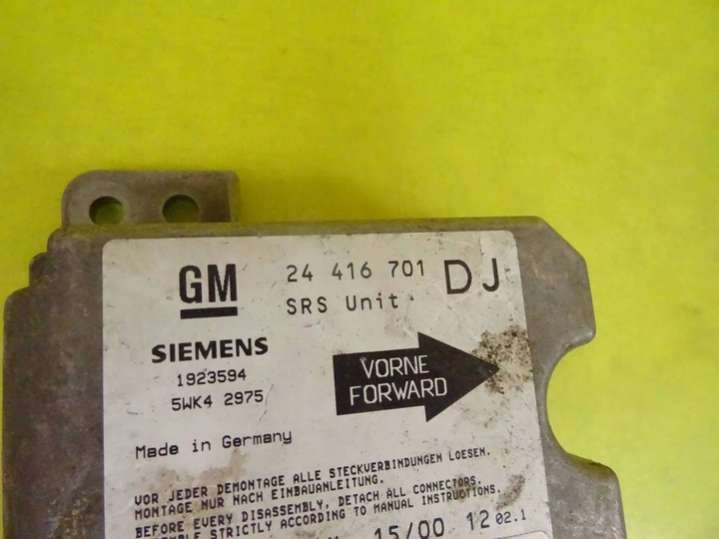 GM 24 416 701 DJ
SRS Unit
SIEMENS
1923594
5WK4 2975
VORNE
FORWARD
Made in Germany
VOR JEDER DEMONTAGE ALLE STECKVERBINDUNGEN LOESEN.
MONTAGE NUR NACH EINBAUANLEITUNG.
BEFORE EVERY DISASSEMBLY, DETACH ALL CONNECTORS.
STRICTLY ACCORDING TO MANUAL INSTRUCTIONS.
15/00 12 02.1